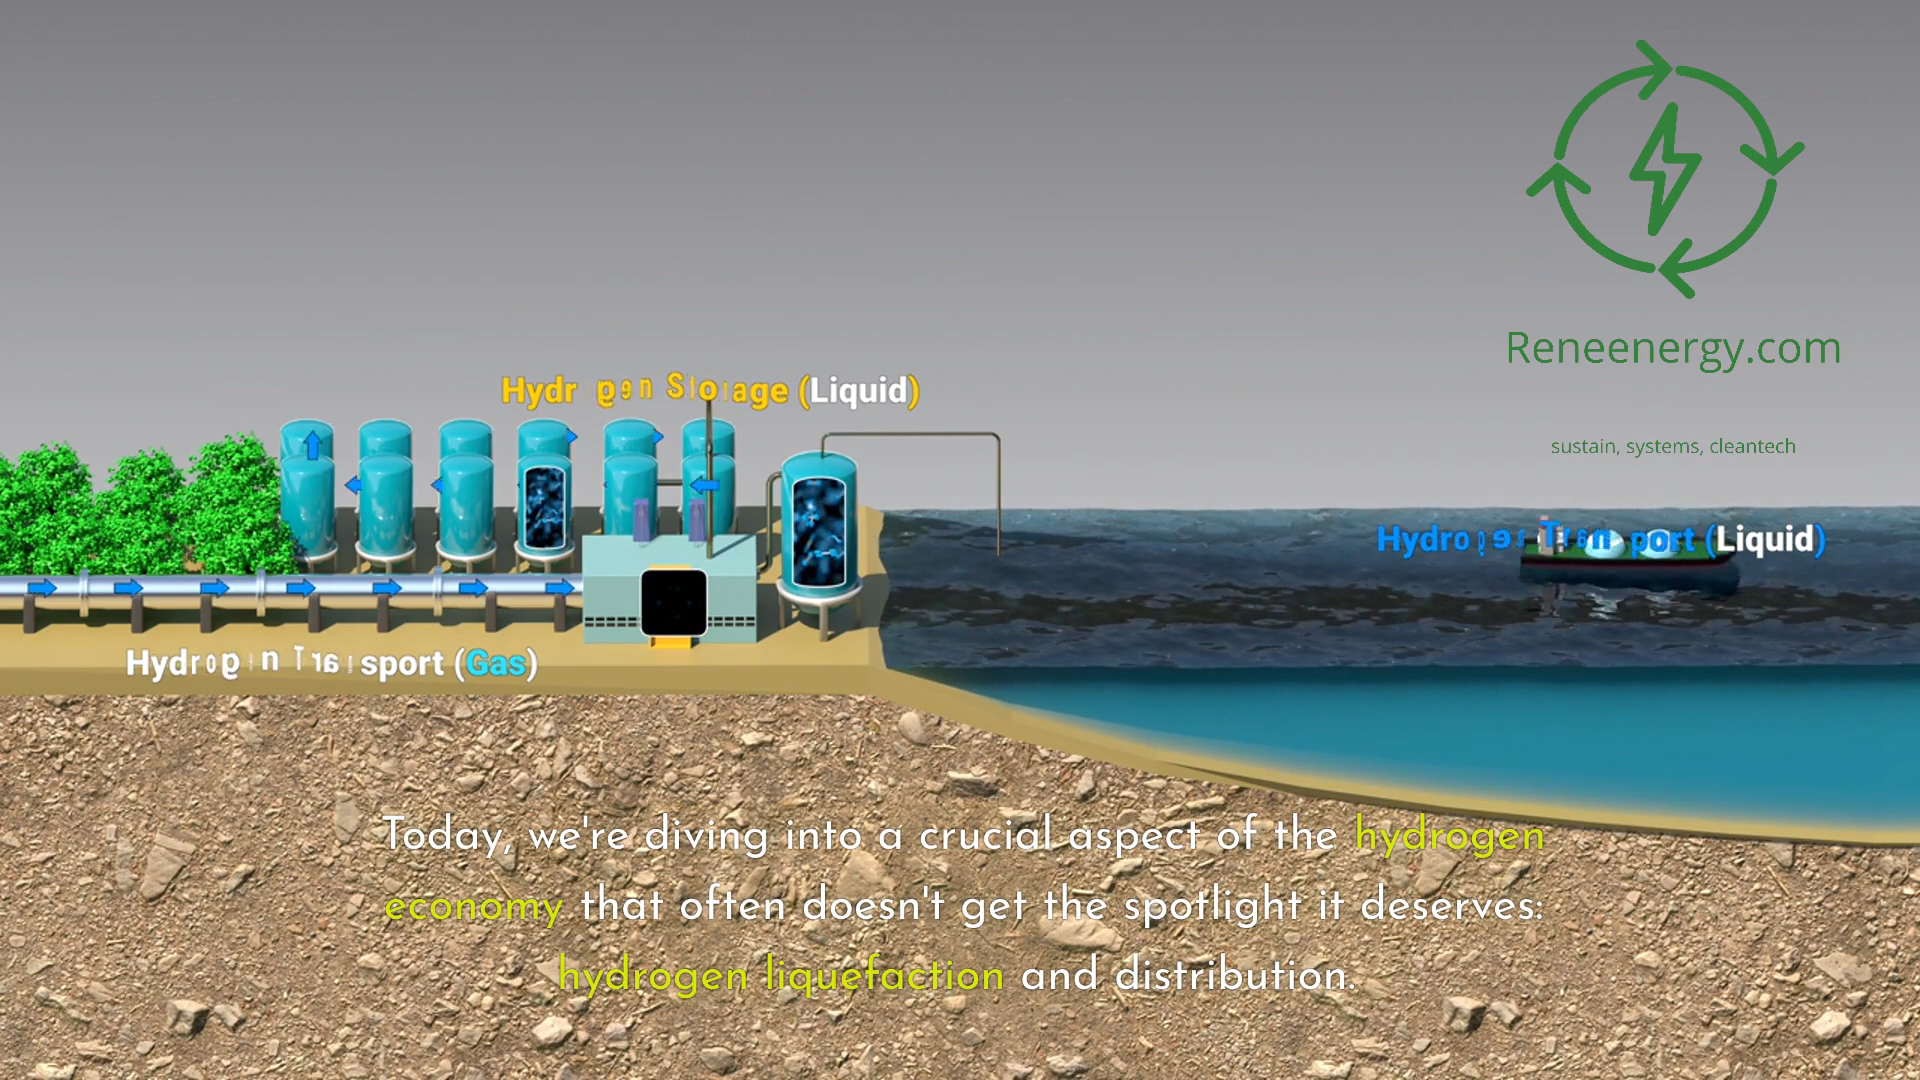 Reneenergy.com
sustain, systems, cleantech
(Liquid)
(Liquid)
(Gas)
Today, we're diving into a crucial aspect of the hydrogen
economy that often doesn't get the spotlight it deserves:
hydrogen liquefaction and distribution.